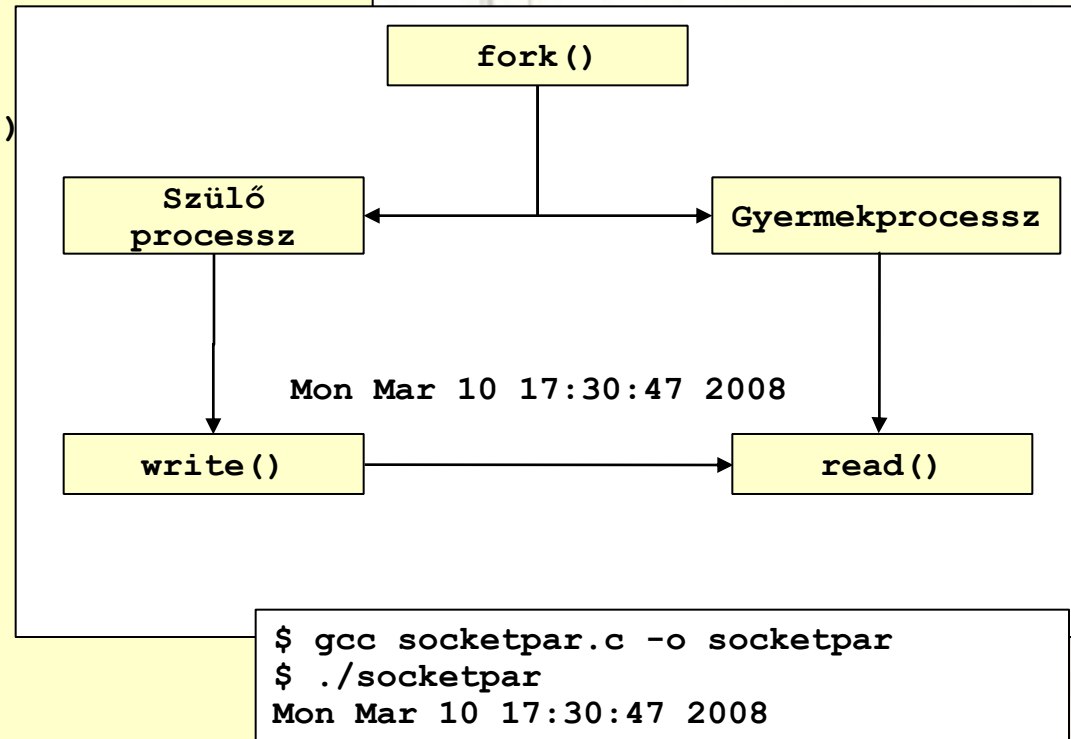 fork()
)
Szülő
processz
Gyermekprocessz
Mon Mar 10 17:30:47 2008
write()
read()
$ gcc socketpar.c -o socketpar
$ ./socketpar
Mon Mar 10 17:30:47 2008